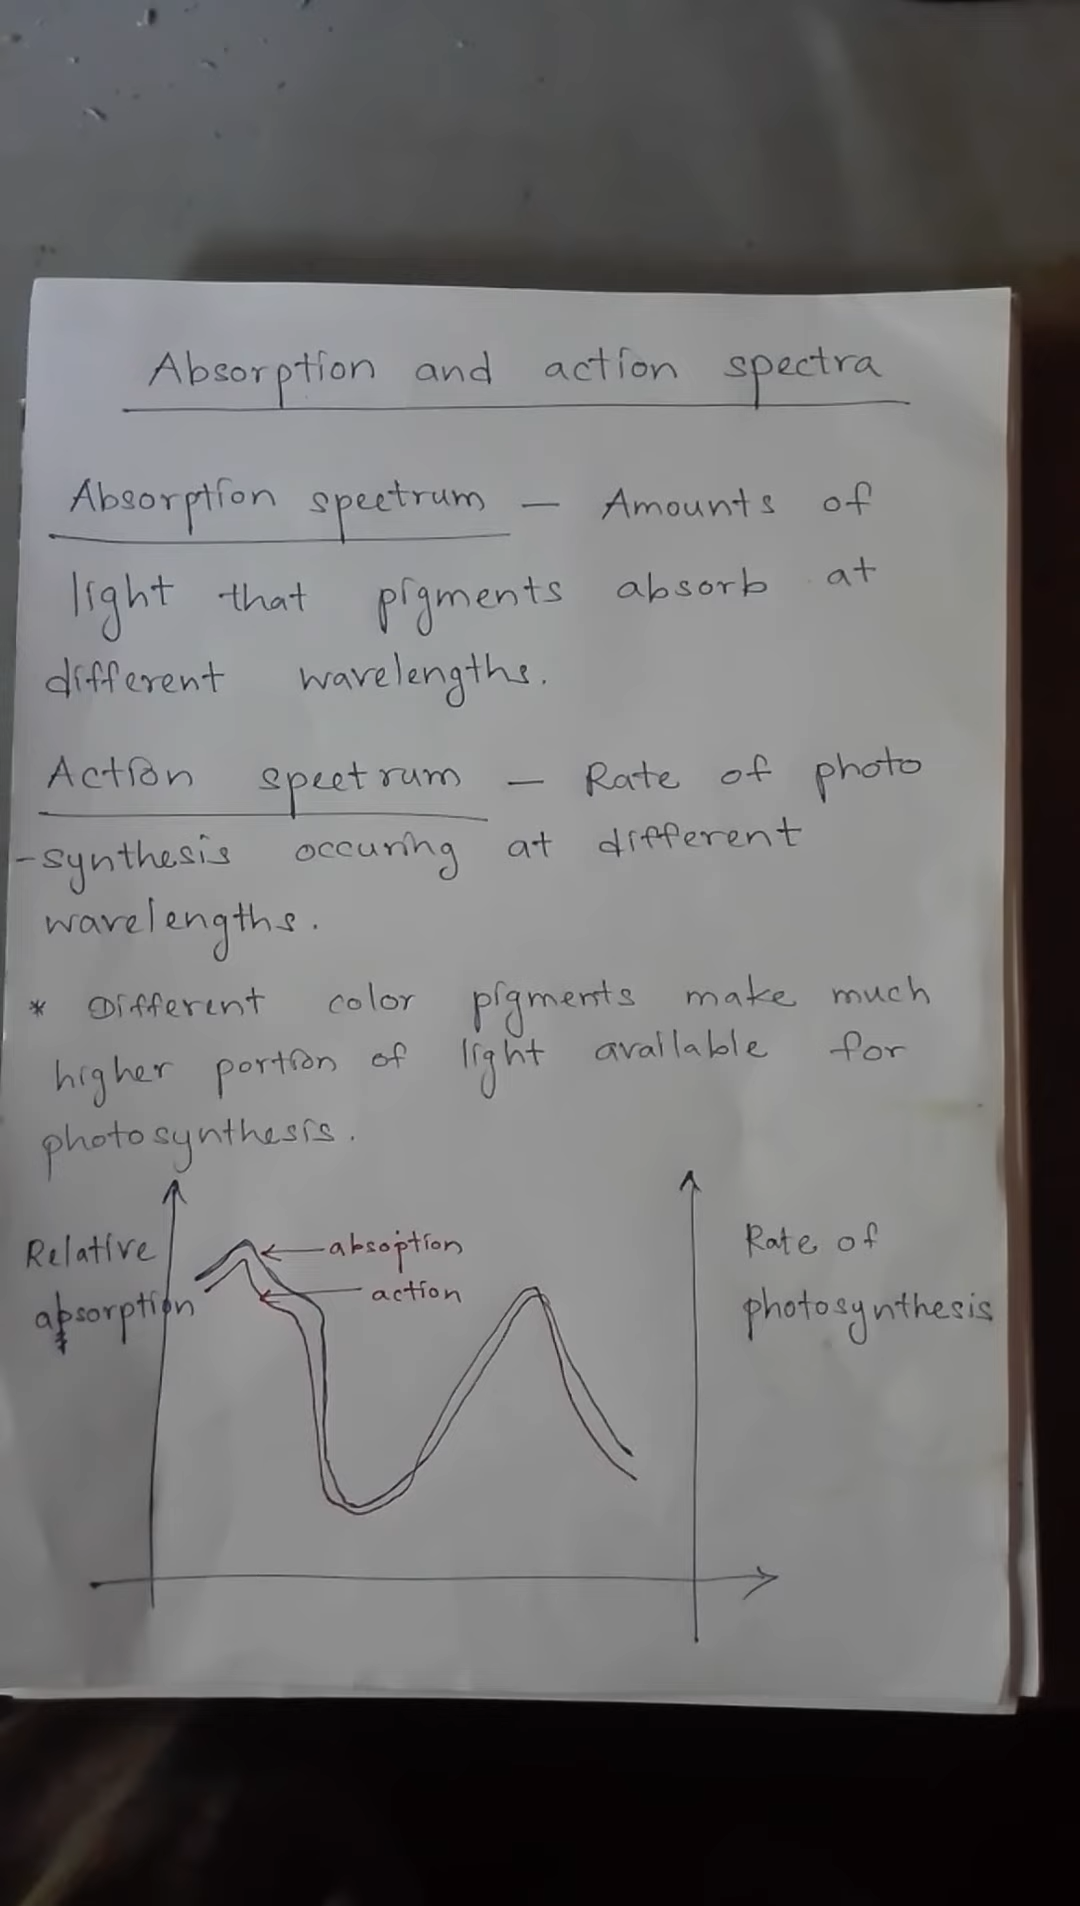 Absorption and action spectra
Absorption spectrum — Amounts of
light that pigments absorb at
different wavelengths.
Action spectrum — Rate of photo
-synthesis occuring at different
wavelengths.
* Different color pigments make much
higher portion of light available for
photosynthesis.
Relative
absorption
absoption
action
Rate of
photosynthesis